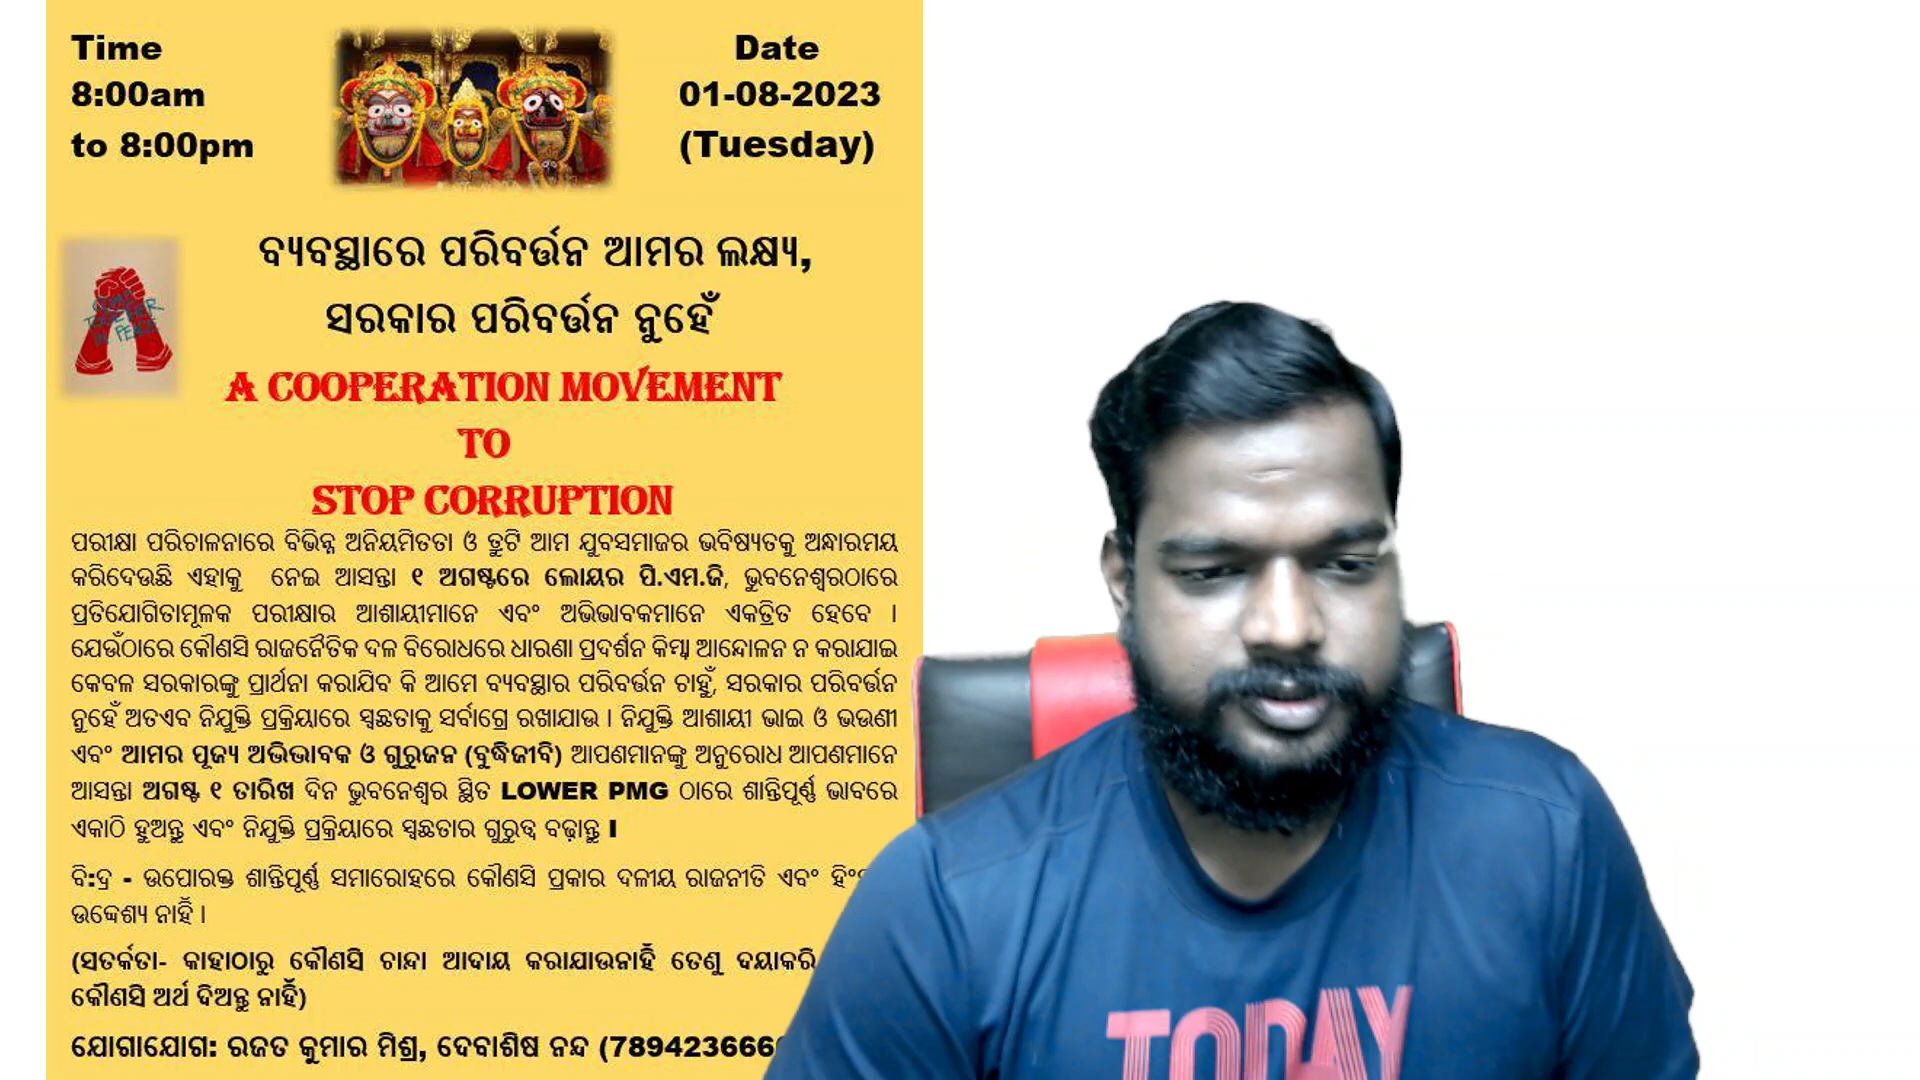 Time
8:00am
to 8:00pm
Date
01-08-2023
(Tuesday)
ବ୍ୟବସ୍ଥାରେ ପରିବର୍ତ୍ତନ ଆମର ଲକ୍ଷ୍ୟ,
ସରକାର ପରିବର୍ତ୍ତନ ନୁହେଁ
COME
TOGETHER
IN PEACE
A COOPERATION MOVEMENT
TO
STOP CORRUPTION
ପରୀକ୍ଷା ପରିଚାଳନାରେ ବିଭିନ୍ନ ଅନିୟମିତତା ଓ ତ୍ରୁଟି ଆମ ଯୁବସମାଜର ଭବିଷ୍ୟତକୁ ଅନ୍ଧାରମୟ
କରିଦେଉଛି ଏହାକୁ ନେଇ ଆସନ୍ତା ୧ ଅଗଷ୍ଟରେ ଲୋୟର ପି.ଏମ.ଜି, ଭୁବନେଶ୍ୱରଠାରେ
ପ୍ରତିଯୋଗିତାମୂଳକ ପରୀକ୍ଷାର ଆଶାୟୀମାନେ ଏବଂ ଅଭିଭାବକମାନେ ଏକତ୍ରିତ ହେବେ ।
ଯେଉଁଠାରେ କୌଣସି ରାଜନୈତିକ ଦଳ ବିରୋଧରେ ଧାରଣା ପ୍ରଦର୍ଶନ କିମ୍ବା ଆନ୍ଦୋଳନ ନ କରାଯାଇ
କେବଳ ସରକାରଙ୍କୁ ପ୍ରାର୍ଥନା କରାଯିବ କି ଆମେ ବ୍ୟବସ୍ଥାର ପରିବର୍ତ୍ତନ ଚାହୁଁ, ସରକାର ପରିବର୍ତ୍ତନ
ନୁହେଁ ଅତଏବ ନିଯୁକ୍ତି ପ୍ରକ୍ରିୟାରେ ସ୍ୱଛତାକୁ ସର୍ବାଗ୍ରେ ରଖାଯାଉ । ନିଯୁକ୍ତି ଆଶାୟୀ ଭାଇ ଓ ଭଉଣୀ
ଏବଂ ଆମର ପୂଜ୍ୟ ଅଭିଭାବକ ଓ ଗୁରୁଜନ (ବୁଦ୍ଧିଜୀବି) ଆପଣମାନଙ୍କୁ ଅନୁରୋଧ ଆପଣମାନେ
ଆସନ୍ତା ଅଗଷ୍ଟ ୧ ତାରିଖ ଦିନ ଭୁବନେଶ୍ୱର ସ୍ଥିତ LOWER PMG ଠାରେ ଶାନ୍ତିପୂର୍ଣ୍ଣ ଭାବରେ
ଏକାଠି ହୁଅନ୍ତୁ ଏବଂ ନିଯୁକ୍ତି ପ୍ରକ୍ରିୟାରେ ସ୍ୱଛତାର ଗୁରୁତ୍ୱ ବଢ଼ାନ୍ତୁ ।
ବି:ଦ୍ର - ଉପୋରକ୍ତ ଶାନ୍ତିପୂର୍ଣ୍ଣ ସମାରୋହରେ କୌଣସି ପ୍ରକାର ଦଳୀୟ ରାଜନୀତି ଏବଂ
ଉଦ୍ଦେଶ୍ୟ ନାହିଁ ।
(ସତର୍କତା- କାହାଠାରୁ କୌଣସି ଚାନ୍ଦା ଆଦାୟ କରାଯାଉନାହିଁ ତେଣୁ ଦୟାକରି
କୌଣସି ଅର୍ଥ ଦିଅନ୍ତୁ ନାହିଁ)
ଯୋଗାଯୋଗ: ରଜତ କୁମାର ମିଶ୍ର, ଦେବାଶିଷ ନନ୍ଦ (789423666
TODAY